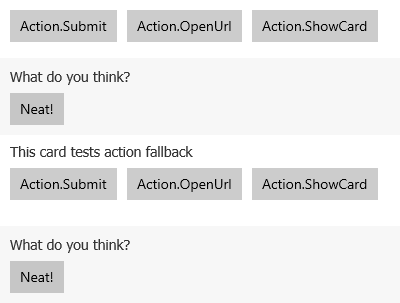 Action.Submit Action.OpenUrl Action.ShowCard
What do you think?
Neat!
This card tests action fallback
Action.Submit Action.OpenUrl Action.ShowCard
What do you think?
Neat!